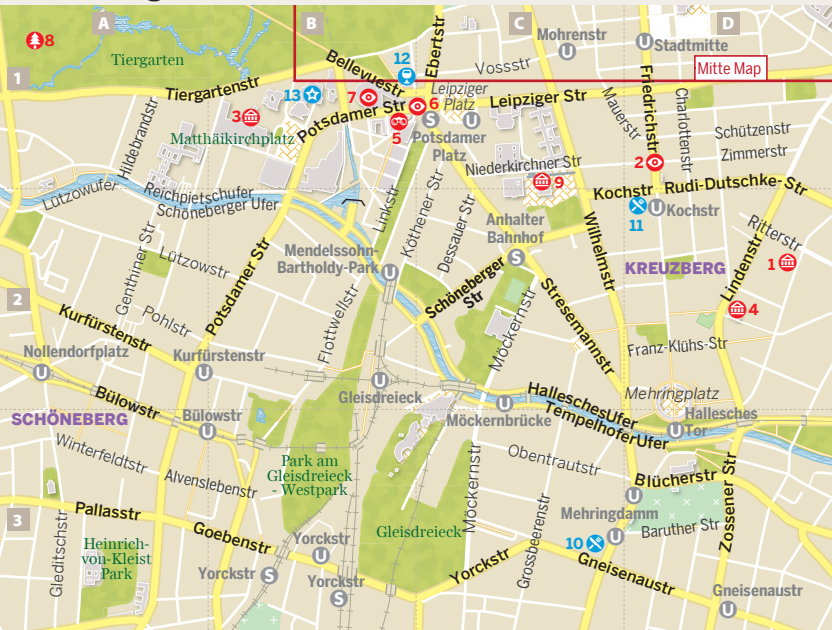 A
B
C
D
8
Tiergarten
12
Bellevuestr
Ebertstr
Mohrenstr
U
U
Stadtmitte
Vossstr
Mitte Map
1
Tiergartenstr
13
7
6
Leipziger
Platz
Leipziger Str
Friedrichstr
Mauerstr
Charlottenstr
Hildebrandstr
3
Matthäikirchplatz
Potsdamer Str
5
S
U
Potsdamer
Platz
Schützenstr
Zimmerstr
2
Niederkirchner Str
9
Kochstr
Rudi-Dutschke-Str
Lützowufer
Reichpietschufer
Schöneberger Ufer
11
U
Kochstr
Linkstr
Köthener Str
Dessauer Str
Anhalter
Bahnhof
S
Wilhelmstr
Ritterstr
1
Lindenstr
KREUZBERG
Genthiner Str
Lützowstr
Potsdamer Str
Mendelssohn-
Bartholdy-Park
U
Schöneberger
Str
Stresemannstr
4
2
Kurfürstenstr
Pohlstr
Flottwellstr
Möckernstr
Franz-Klühs-Str
Nollendorfplatz
U
Kurfürstenstr
U
U
Gleisdreieck
Mehringplatz
Bülowstr
SCHÖNEBERG
Bülowstr
U
U
Möckernbrücke
HalleschesUfer
TempelhoferUfer
U
Hallesches
Tor
Winterfeldtstr
Alvenslebenstr
Park am
Gleisdreieck
- Westpark
Möckernstr
Obentrautstr
Blücherstr
Zossener Str
U
Mehringdamm
U
3
Pallasstr
Goebenstr
Gleisdreieck
Grossbeerenstr
Baruther Str
Gleditschstr
Heinrich-
von-Kleist
Park
Yorckstr
U
10
Yorckstr
S
Yorckstr
S
Yorckstr
Gneisenaustr
Gneisenaustr
U